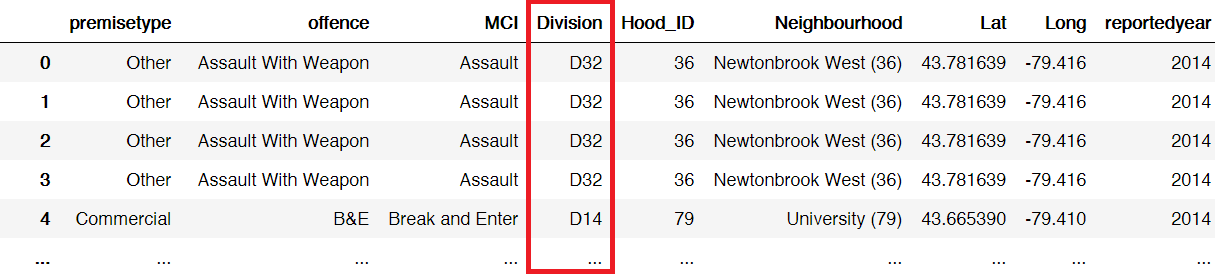 premisetype offence MCI Division Hood_ID Neighbourhood Lat Long reportedyear
0 Other Assault With Weapon Assault D32 36 Newtonbrook West (36) 43.781639 -79.416 2014
1 Other Assault With Weapon Assault D32 36 Newtonbrook West (36) 43.781639 -79.416 2014
2 Other Assault With Weapon Assault D32 36 Newtonbrook West (36) 43.781639 -79.416 2014
3 Other Assault With Weapon Assault D32 36 Newtonbrook West (36) 43.781639 -79.416 2014
4 Commercial B&E Break and Enter D14 79 University (79) 43.665390 -79.410 2014
... ... ... ... ... ... ... ... ... ...